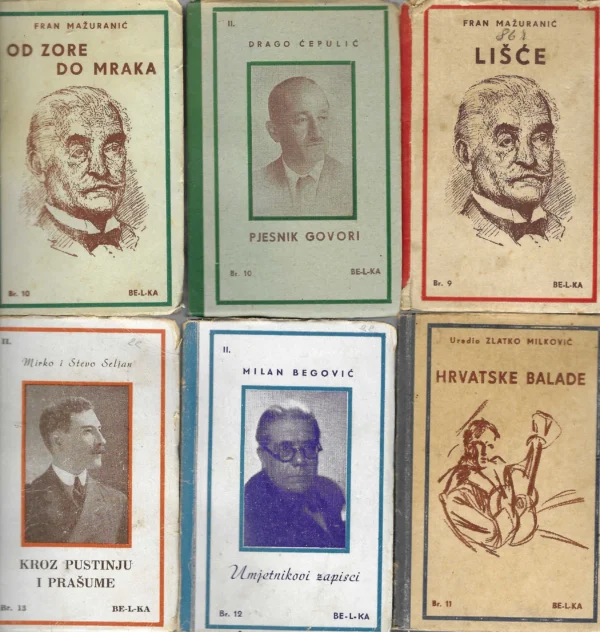 FRAN MAŽURANIĆ
OD ZORE
DO MRAKA
Br. 10
BE-L-KA
II.
DRAGO ĆEPULIĆ
PJESNIK GOVORI
Br. 10
BE-L-KA
FRAN MAŽURANIĆ
LIŠĆE
Br. 9
BE-L-KA
II.
Mirko i Stevo Seljan
KROZ PUSTINJU
I PRAŠUME
Br. 13
BE-L-KA
II.
MILAN BEGOVIĆ
Umjetnikovi zapisci
Br. 12
BE-L-KA
Uredio ZLATKO MILKOVIĆ
HRVATSKE BALADE
Br. 11
BE-L-KA